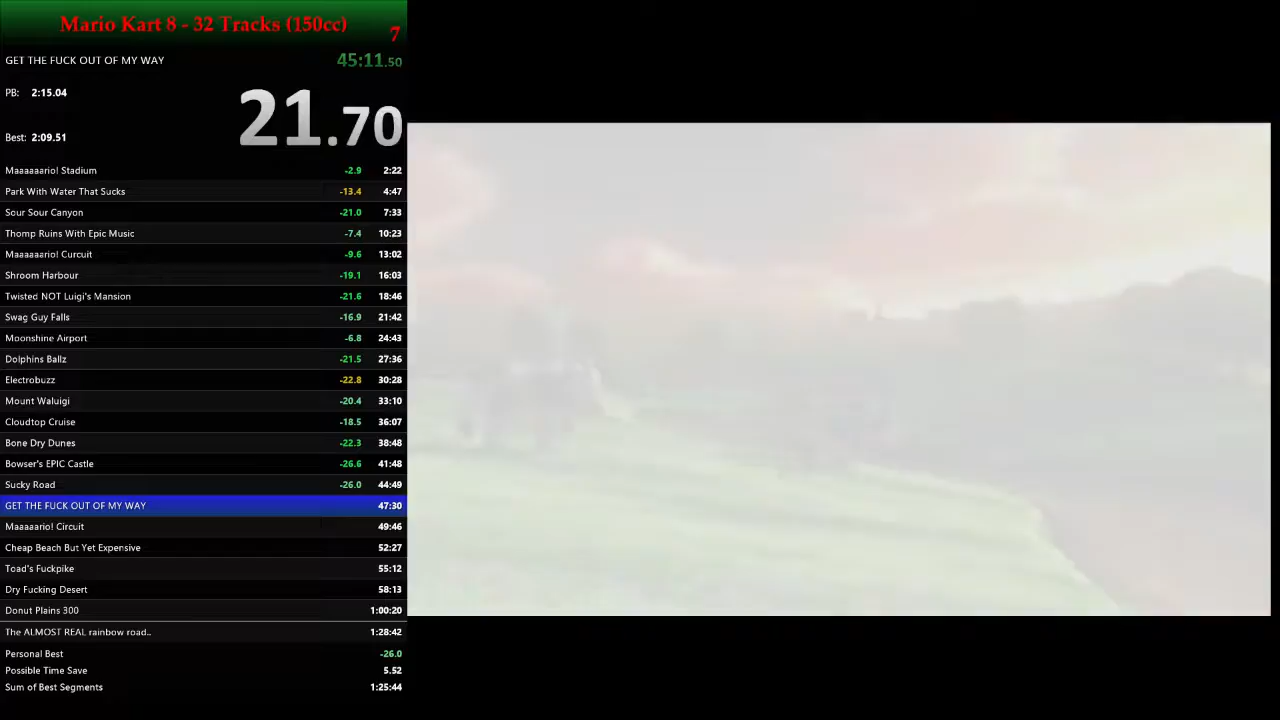 Mario Kart 8 - 32 Tracks (150cc)
7
GET THE FUCK OUT OF MY WAY 45:11.50
PB: 2:15.04
21.70
Best: 2:09.51
Maaaaaario! Stadium -2.9 2:22
Park With Water That Sucks -13.4 4:47
Sour Sour Canyon -21.0 7:33
Thomp Ruins With Epic Music -7.4 10:23
Maaaaaario! Curcuit -9.6 13:02
Shroom Harbour -19.1 16:03
Twisted NOT Luigi's Mansion -21.6 18:46
Swag Guy Falls -16.9 21:42
Moonshine Airport -6.8 24:43
Dolphins Ballz -21.5 27:36
Electrobuzz -22.8 30:28
Mount Waluigi -20.4 33:10
Cloudtop Cruise -18.5 36:07
Bone Dry Dunes -22.3 38:48
Bowser's EPIC Castle -26.6 41:48
Sucky Road -26.0 44:49
GET THE FUCK OUT OF MY WAY 47:30
Maaaaario! Circuit 49:46
Cheap Beach But Yet Expensive 52:27
Toad's Fuckpike 55:12
Dry Fucking Desert 58:13
Donut Plains 300 1:00:20
The ALMOST REAL rainbow road.. 1:28:42
Personal Best -26.0
Possible Time Save 5.52
Sum of Best Segments 1:25:44